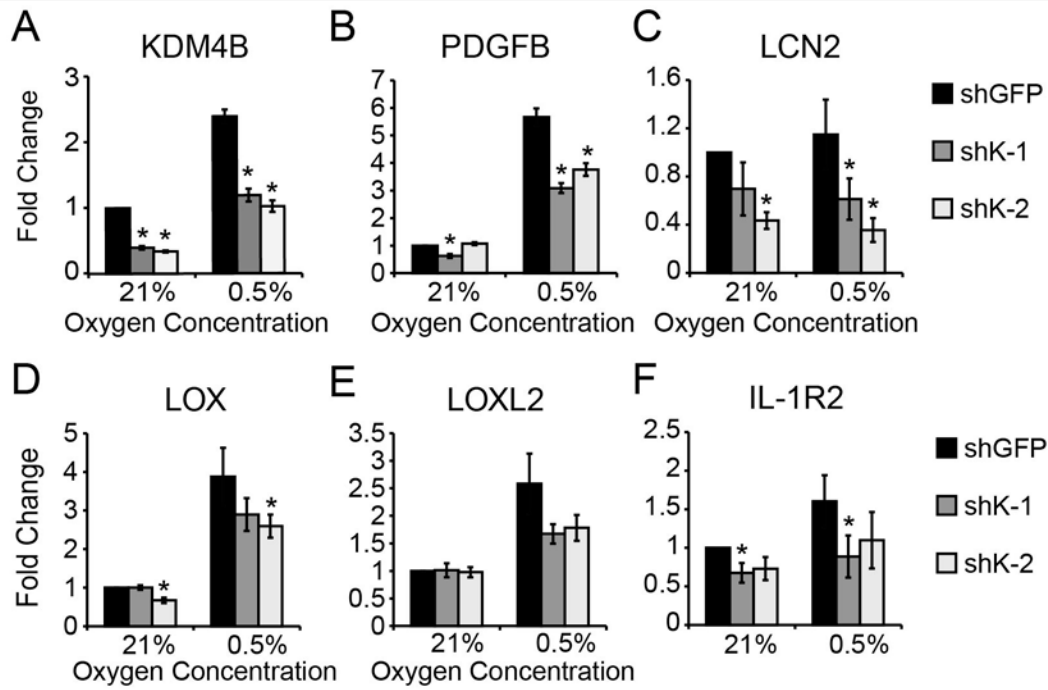 A
KDM4B
Fold Change
3
2
1
0
*
*
*
*
21%
0.5%
Oxygen Concentration
B
PDGFB
7
6
5
4
3
2
1
0
*
*
*
21%
0.5%
Oxygen Concentration
C
LCN2
1.6
1.2
0.8
0.4
0
*
*
*
21%
0.5%
Oxygen Concentration
shGFP
shK-1
shK-2
D
LOX
Fold Change
5
4
3
2
1
0
*
*
21%
0.5%
Oxygen Concentration
E
LOXL2
3.5
3
2.5
2
1.5
1
0.5
0
21%
0.5%
Oxygen Concentration
F
IL-1R2
2.5
2
1.5
1
0.5
0
*
*
21%
0.5%
Oxygen Concentration
shGFP
shK-1
shK-2